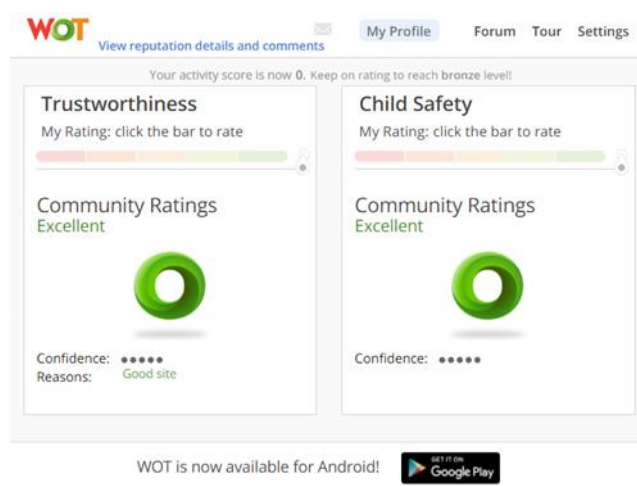 WOT
My Profile Forum Tour Settings
View reputation details and comments
Your activity score is now 0. Keep on rating to reach bronze level!
Trustworthiness
My Rating: click the bar to rate
Community Ratings
Excellent
Confidence:
Reasons: Good site
Child Safety
My Rating: click the bar to rate
Community Ratings
Excellent
Confidence:
WOT is now available for Android!
GET IT ON
Google Play